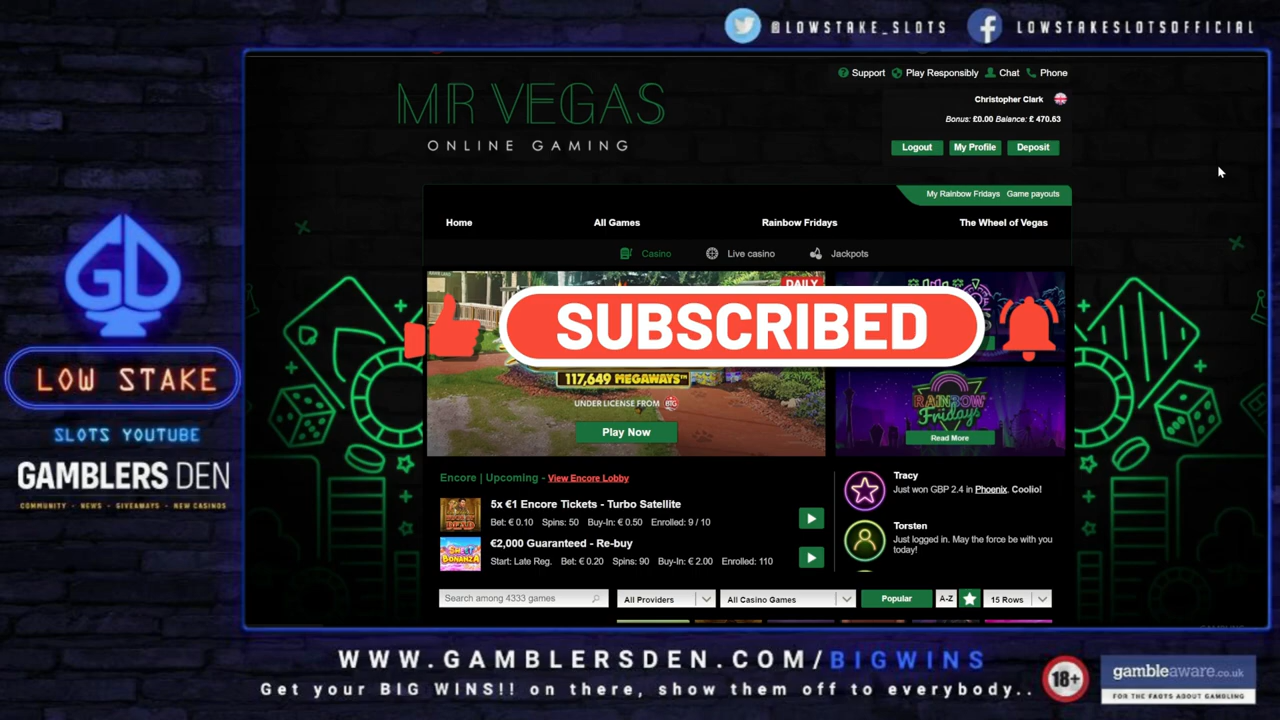 @LOWSTAKE_SLOTS
LOWSTAKESLOTSOFFICIAL
MR VEGAS
ONLINE GAMING
Support Play Responsibly Chat Phone
Christopher Clark
Bonus: £0.00 Balance: £ 470.63
Logout My Profile Deposit
My Rainbow Fridays Game payouts
Home All Games Rainbow Fridays The Wheel of Vegas
Casino Live casino Jackpots
DAILY
SUBSCRIBED
117,649 MEGAWAYS™
UNDER LICENSE FROM BTG
Play Now
RAINBOW
Fridays
Read More
Encore | Upcoming - View Encore Lobby
5x €1 Encore Tickets - Turbo Satellite
Bet: € 0.10 Spins: 50 Buy-In: € 0.50 Enrolled: 9 / 10
€2,000 Guaranteed - Re-buy
Start: Late Reg. Bet: € 0.20 Spins: 90 Buy-In: € 2.00 Enrolled: 110
Tracy
Just won GBP 2.4 in Phoenix. Coolio!
Torsten
Just logged in. May the force be with you
today!
Search among 4333 games All Providers All Casino Games Popular A-Z 15 Rows
GD
LOW STAKE
SLOTS YOUTUBE
GAMBLERS DEN
COMMUNITY - NEWS - GIVEAWAYS - NEW CASINOS
WWW.GAMBLERSDEN.COM/BIGWINS
Get your BIG WINS!! on there, show them off to everybody..
18+
gambleaware.co.uk
FOR THE FACTS ABOUT GAMBLING